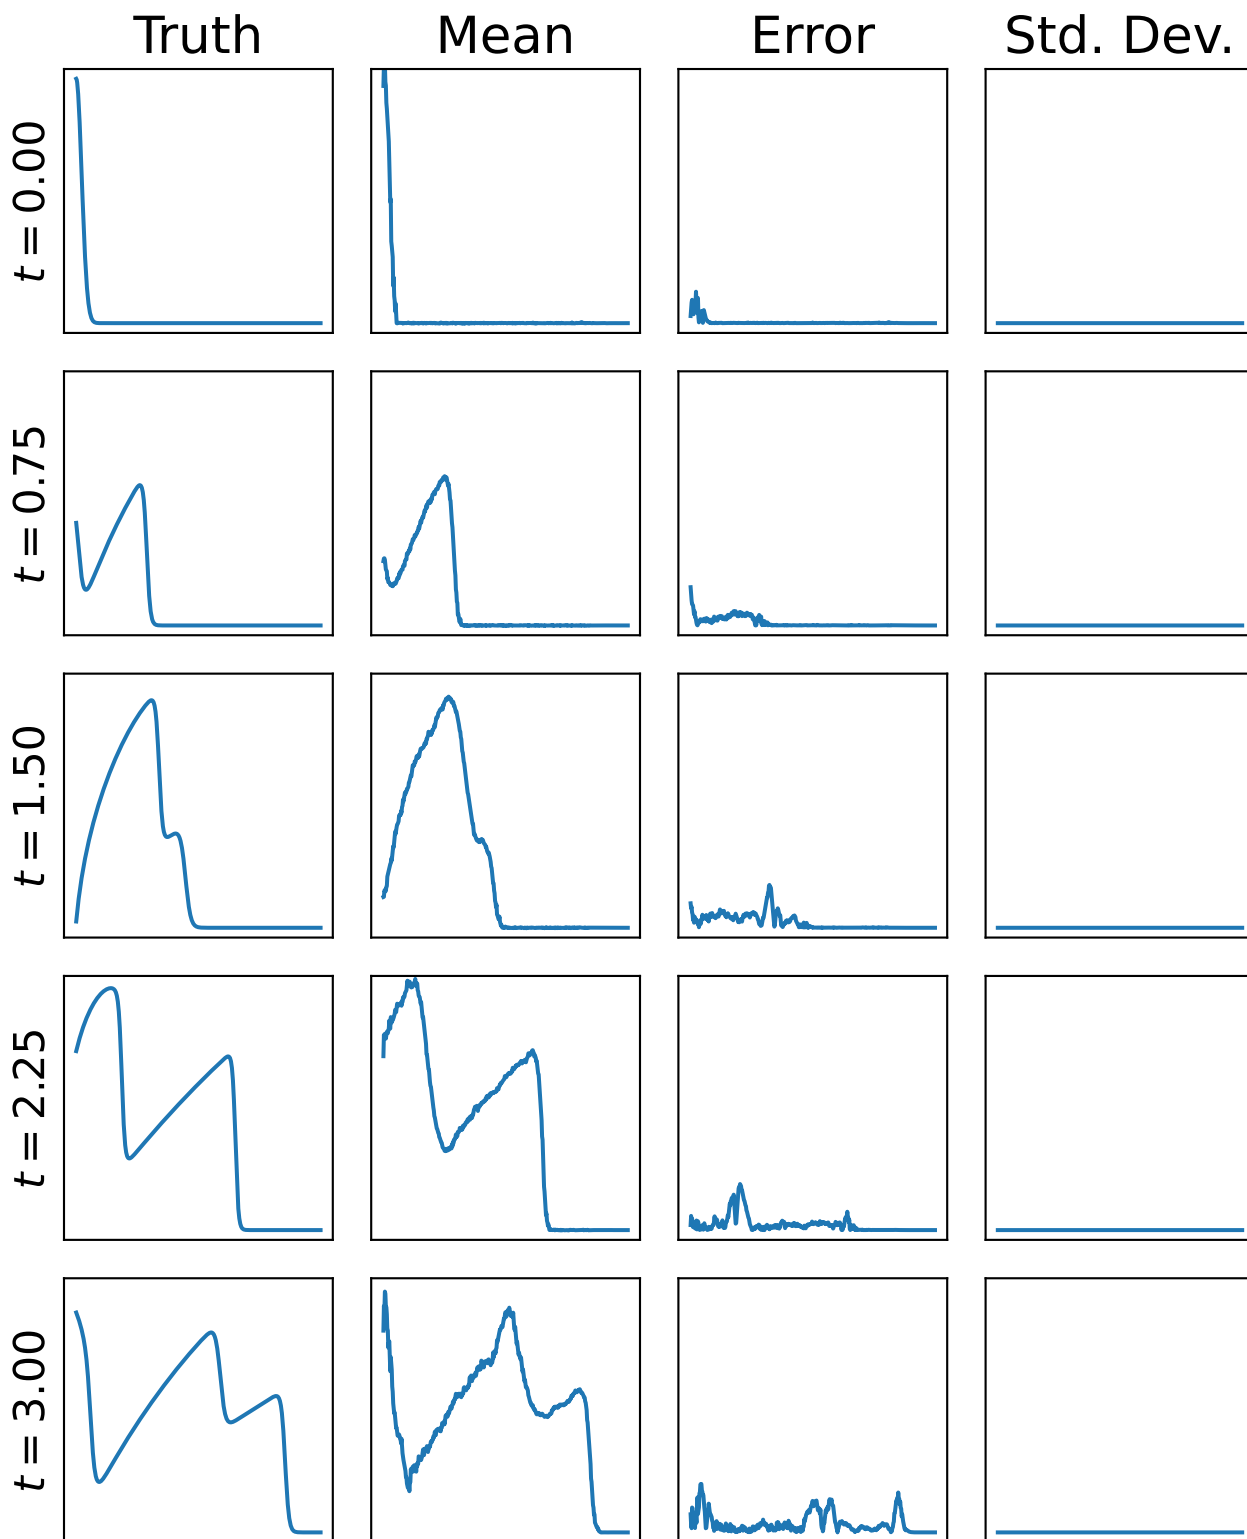 Truth Mean Error Std. Dev.
t = 0.00
t = 0.75
t = 1.50
t = 2.25
t = 3.00